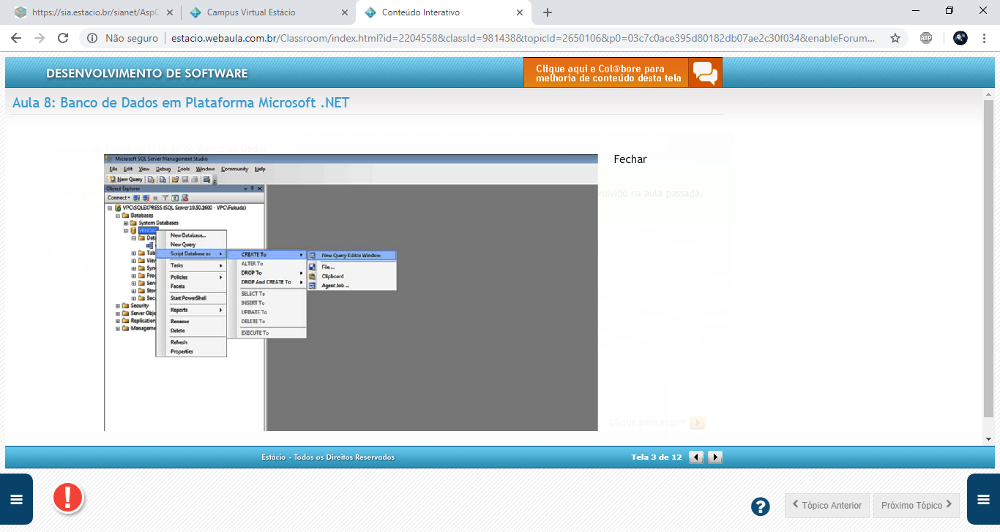 https://sia.estacio.br/sianet/AspC
Campus Virtual Estácio
Conteúdo Interativo
Não seguro
estacio.webaula.com.br/Classroom/index.html?id=2204558&classId=981438&topicId=2650106&p0=03c7c0ace395d80182db07ae2c30f034&enableForum...
ABP
DESENVOLVIMENTO DE SOFTWARE
Clique aqui e Col@bore para
melhoria de conteúdo desta tela
Aula 8: Banco de Dados em Plataforma Microsoft .NET
Microsoft SQL Server Management Studio
File Edit View Debug Tools Window Community Help
New Query
Object Explorer
Connect
VPC\SQLEXPRESS (SQL Server 10.50.1600 - VPC\Fukuda)
Databases
System Databases
VENDAS
Dat
Tab
View
Syn
Pro
Serv
Stor
Secu
Security
Server Obje
Replication
Manageme
New Database...
New Query
Script Database as
Tasks
Policies
Facets
Start PowerShell
Reports
Rename
Delete
Refresh
Properties
CREATE To
ALTER To
DROP To
DROP And CREATE To
SELECT To
INSERT To
UPDATE To
DELETE To
EXECUTE To
New Query Editor Window
File ...
Clipboard
Agent Job ...
Fechar
volvido na aula passada,
Clique para seguir
Estácio - Todos os Direitos Reservados
Tela 3 de 12
Tópico Anterior
Próximo Tópico